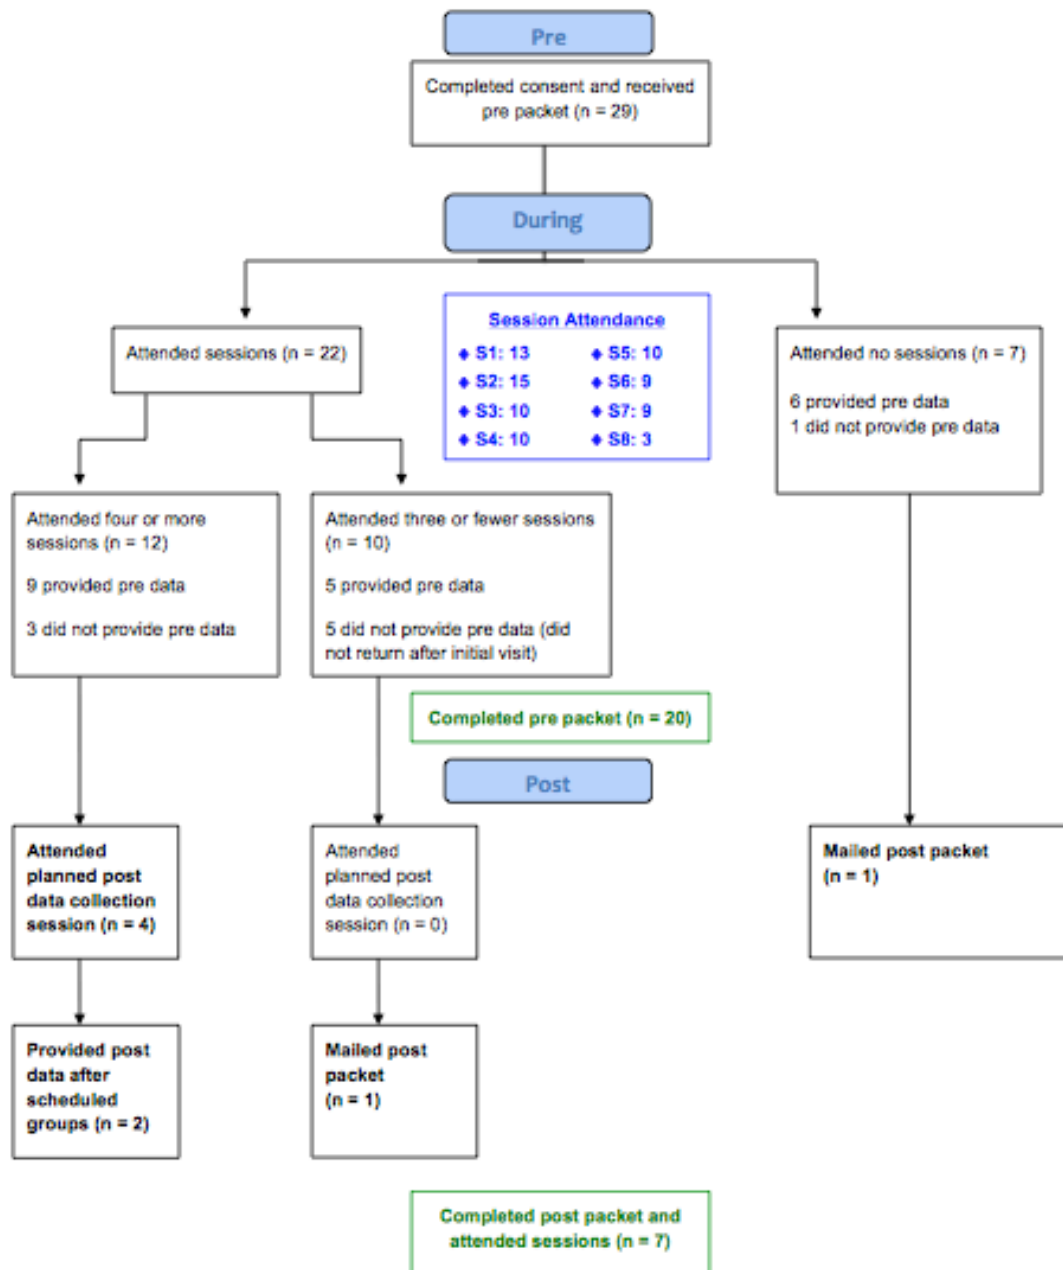 Pre
Completed consent and received
pre packet (n = 29)
During
Attended sessions (n = 22)
Session Attendance
♦ S1: 13
♦ S2: 15
♦ S3: 10
♦ S4: 10
♦ S5: 10
♦ S6: 9
♦ S7: 9
♦ S8: 3
Attended no sessions (n = 7)
6 provided pre data
1 did not provide pre data
Attended four or more
sessions (n = 12)
9 provided pre data
3 did not provide pre data
Attended three or fewer sessions
(n = 10)
5 provided pre data
5 did not provide pre data (did
not return after initial visit)
Completed pre packet (n = 20)
Post
Attended
planned post
data collection
session (n = 4)
Attended
planned post
data collection
session (n = 0)
Mailed post packet
(n = 1)
Provided post
data after
scheduled
groups (n = 2)
Mailed post
packet
(n = 1)
Completed post packet and
attended sessions (n = 7)